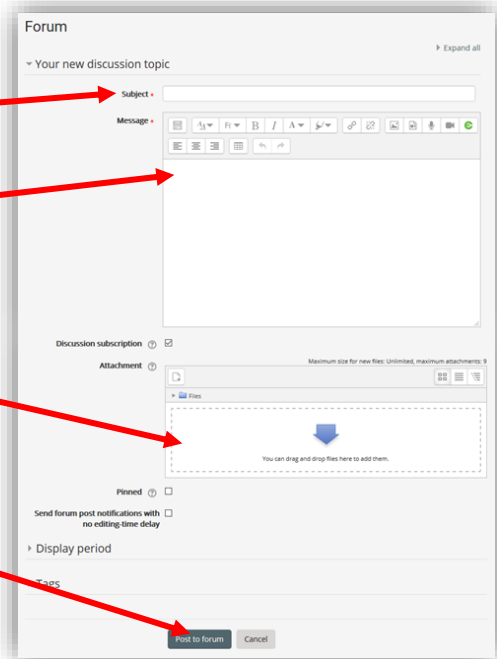 Forum
Expand all
Your new discussion topic
Subject
Message
B I A
Discussion subscription
Attachment
Maximum size for new files: Unlimited, maximum attachments: 9
Files
You can drag and drop files here to add them.
Pinned
Send forum post notifications with
no editing-time delay
Display period
Tags
Post to forum Cancel